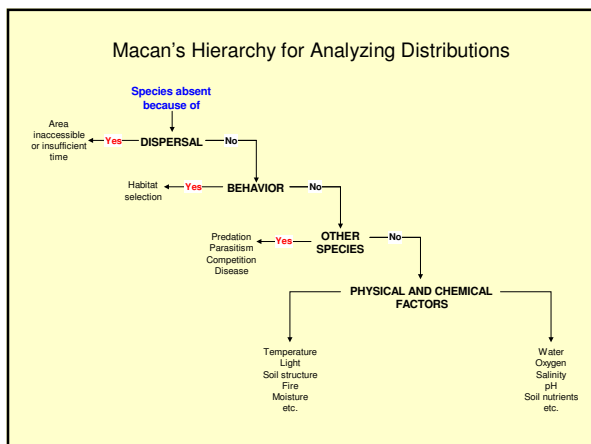 Macan's Hierarchy for Analyzing Distributions
Species absent
because of
Area
inaccessible
or insufficient
time
Yes
DISPERSAL
No
Habitat
selection
Yes
BEHAVIOR
No
Predation
Parasitism
Competition
Disease
Yes
OTHER
SPECIES
No
PHYSICAL AND CHEMICAL
FACTORS
Temperature
Light
Soil structure
Fire
Moisture
etc.
Water
Oxygen
Salinity
pH
Soil nutrients
etc.